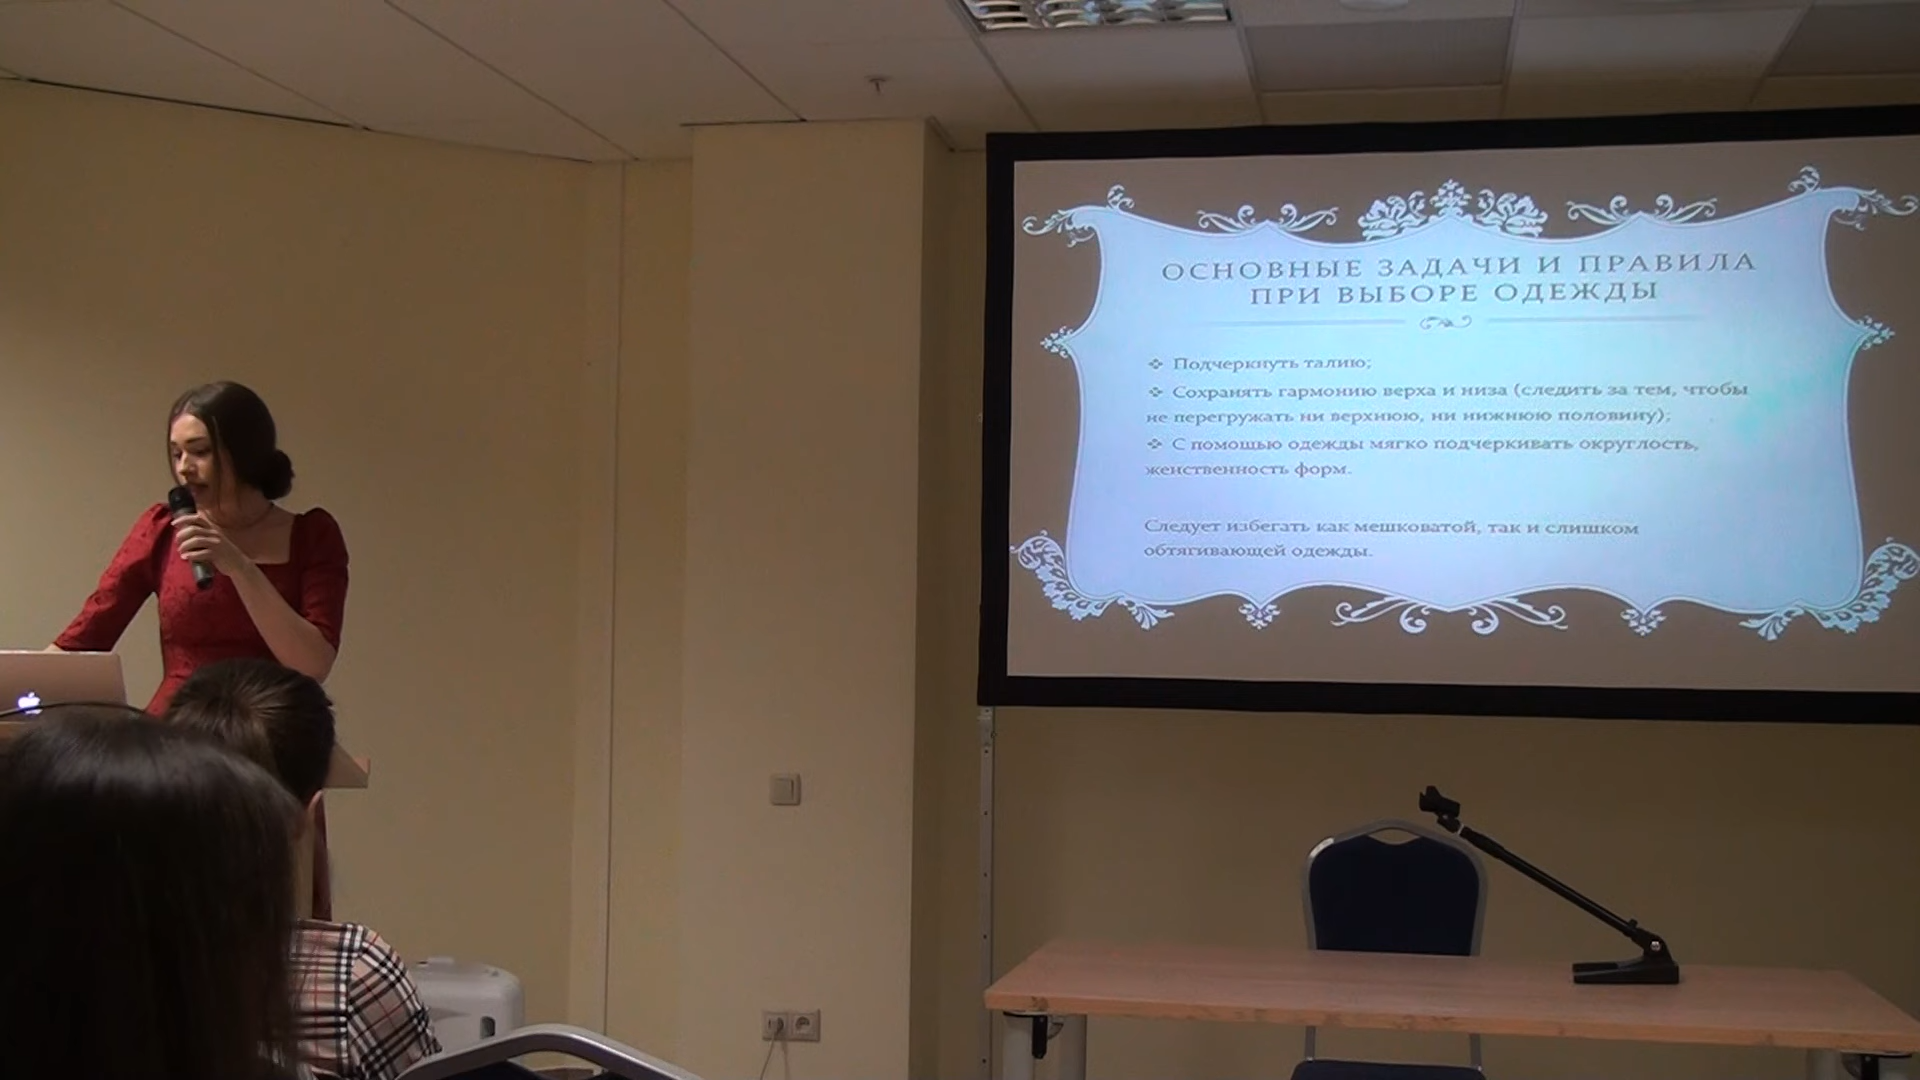 ОСНОВНЫЕ ЗАДАЧИ И ПРАВИЛА
ПРИ ВЫБОРЕ ОДЕЖДЫ
❖ Подчеркнуть талию;
❖ Сохранять гармонию верха и низа (следить за тем, чтобы
не перегружать ни верхнюю, ни нижнюю половину);
❖ С помощью одежды мягко подчеркивать округлость,
женственность форм.
Следует избегать как мешковатой, так и слишком
обтягивающей одежды.